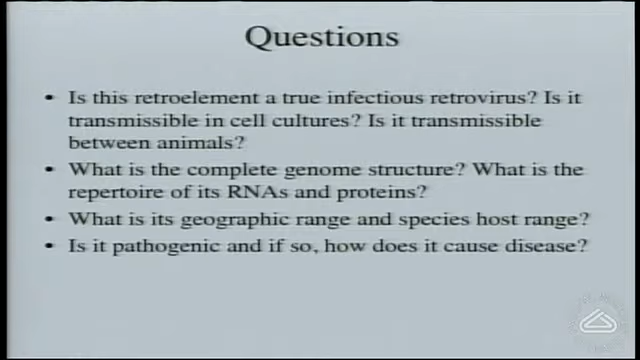 Questions
• Is this retroelement a true infectious retrovirus? Is it
transmissible in cell cultures? Is it transmissible
between animals?
• What is the complete genome structure? What is the
repertoire of its RNAs and proteins?
• What is its geographic range and species host range?
• Is it pathogenic and if so, how does it cause disease?